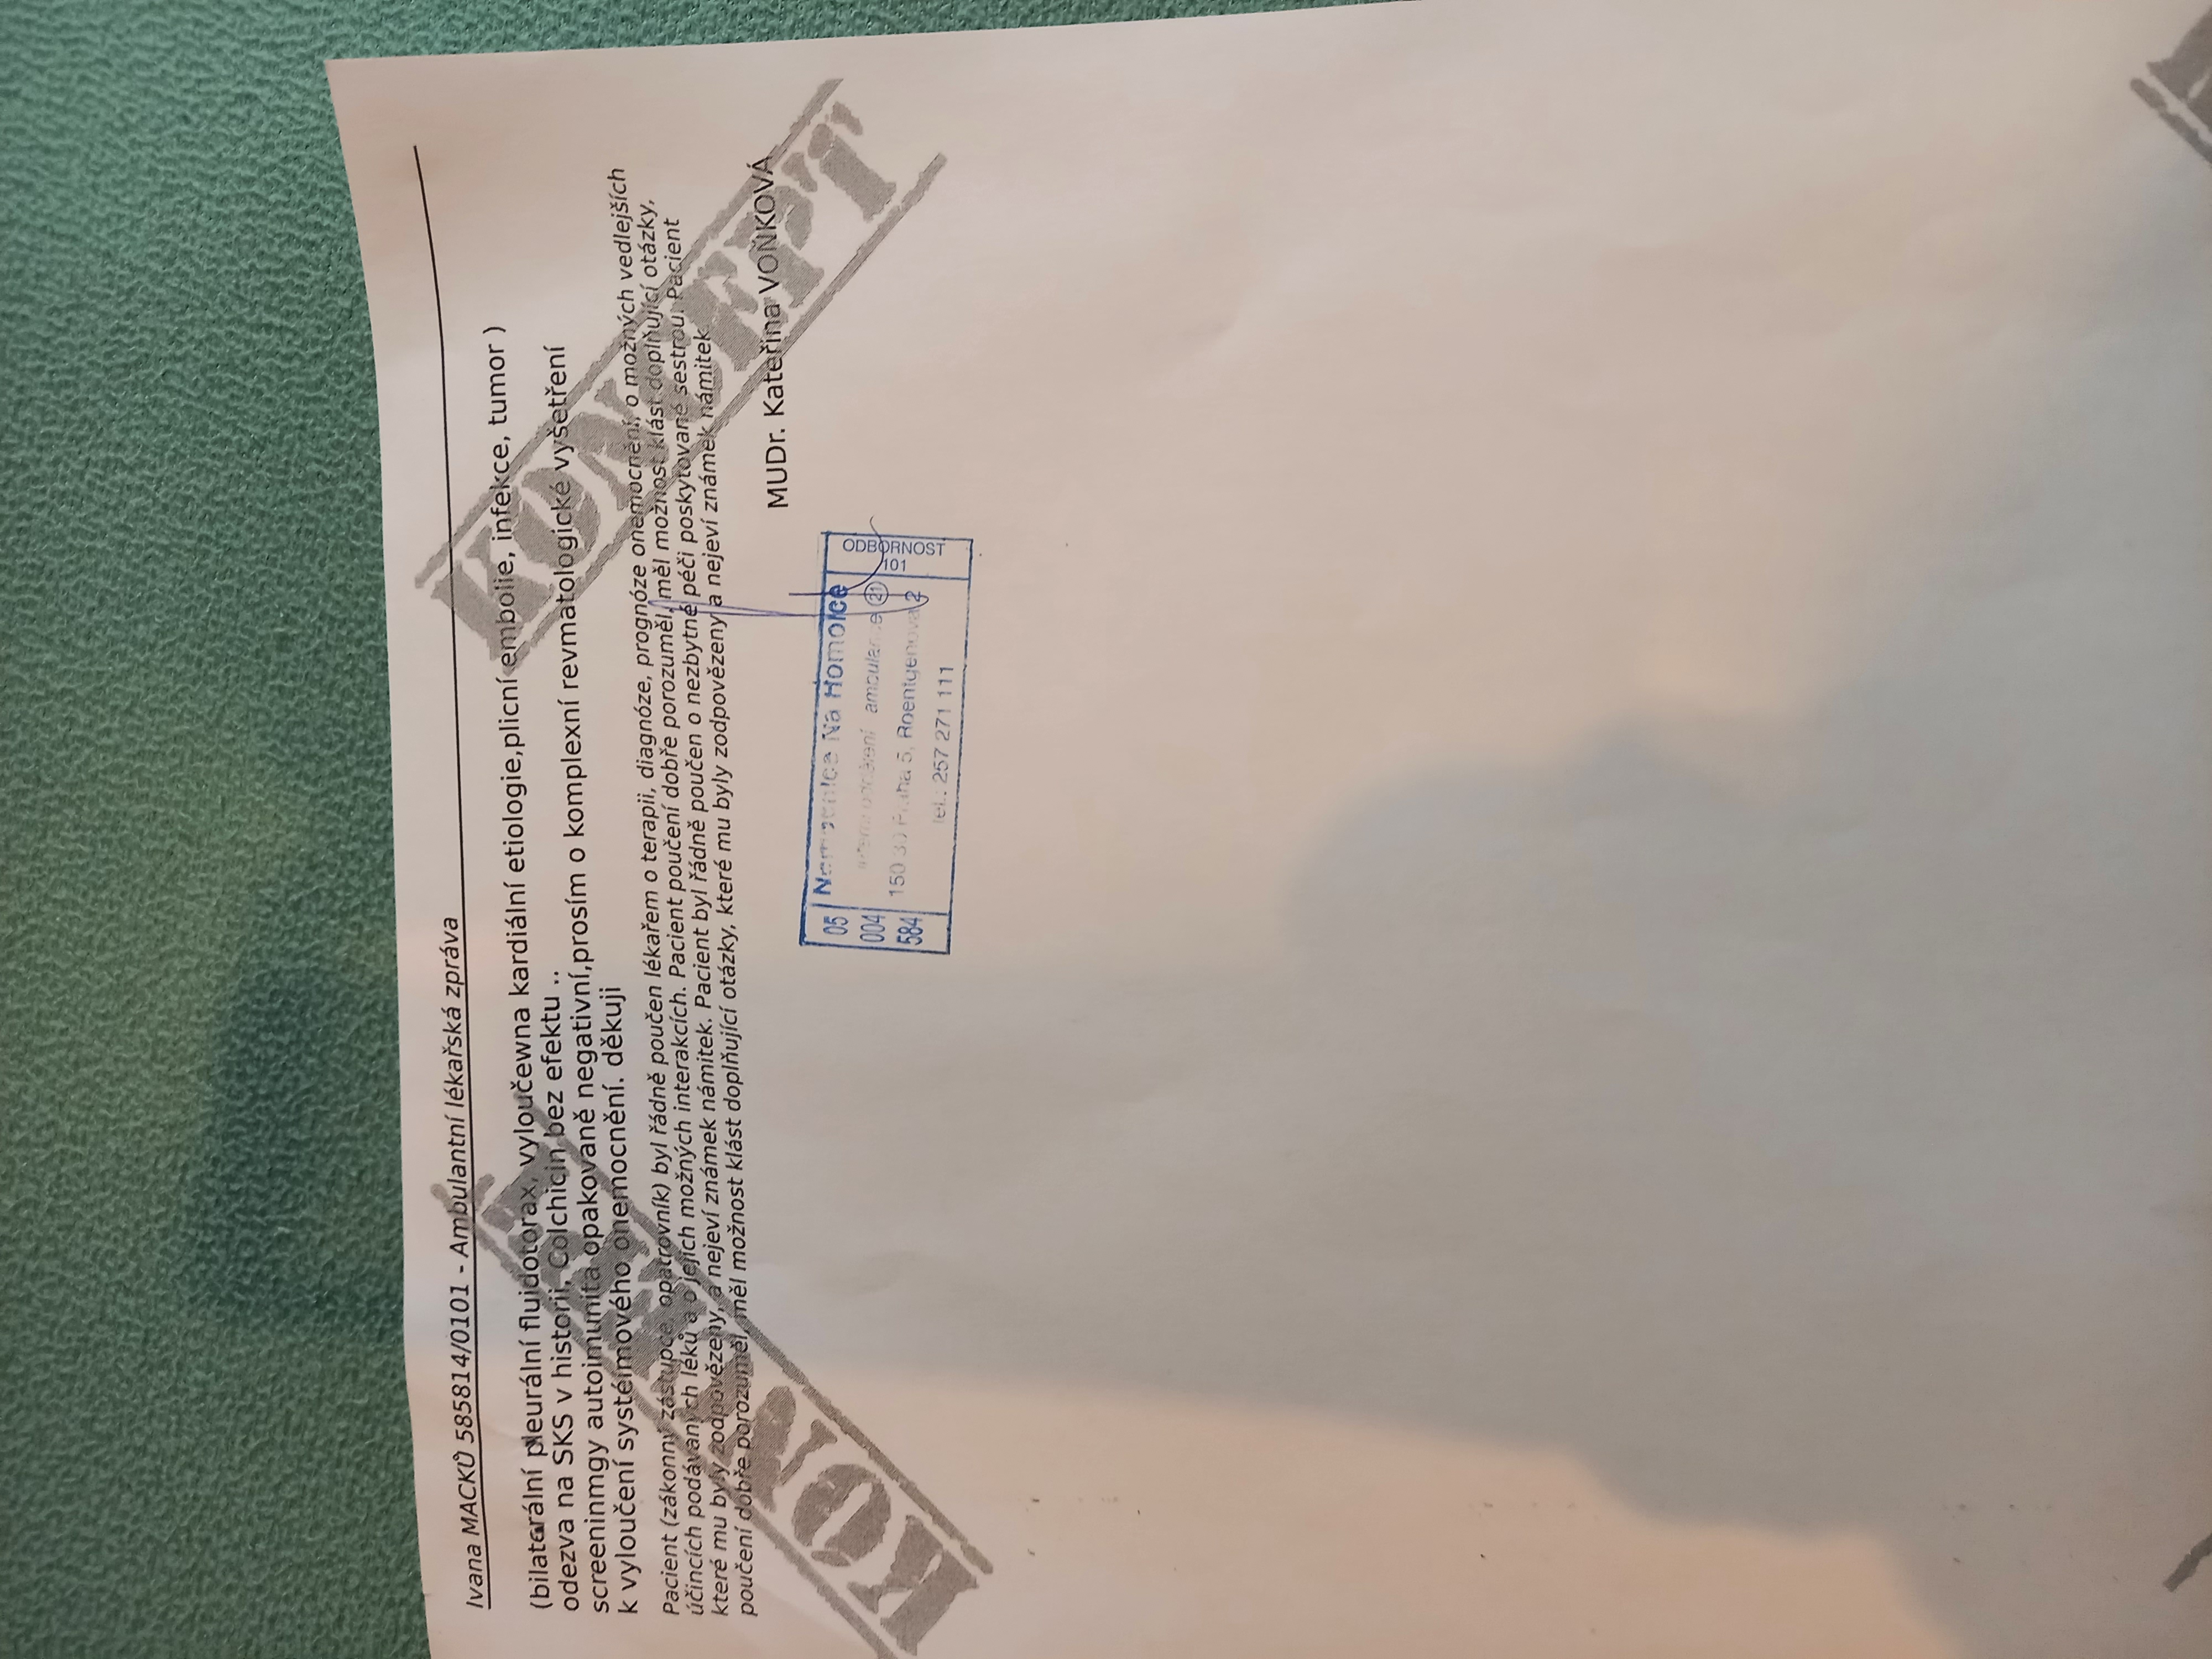 Ivana MACKŮ 585814/0101 - Ambulantní lékařská zpráva
(bilaterální pleurální fluidotorax, vyloučewna kardiální etiologie,plicní embolie, infekce, tumor )
odezva na SKS v historii, Colchicin bez efektu ..
screeninmgy autoimunita opakovaně negativní,prosím o komplexní revmatologické vyšetření
k vyloučení systémového onemocnění. děkuji
Pacient (zákonný zástupce, opatrovník) byl řádně poučen lékařem o terapii, diagnóze, prognóze onemocnění, o možných vedlejších
účincích podávaných léků a o jejich možných interakcích. Pacient poučení dobře porozuměl, měl možnost klást doplňující otázky,
které mu byly zodpovězeny, a nejeví známek námitek. Pacient byl řádně poučen o nezbytné péči poskytované sestrou. Pacient
poučení dobře porozuměl, měl možnost klást doplňující otázky, které mu byly zodpovězeny a nejeví známek námitek.
MUDr. Kateřina VOŇKOVÁ
05 Nemocnice Na Homolce ODBORNOST
101
004 interní oddělení ambulance 21
584 150 30 Praha 5, Roentgenova 2
tel.: 257 271 111
KONCEPT
KONCEPT